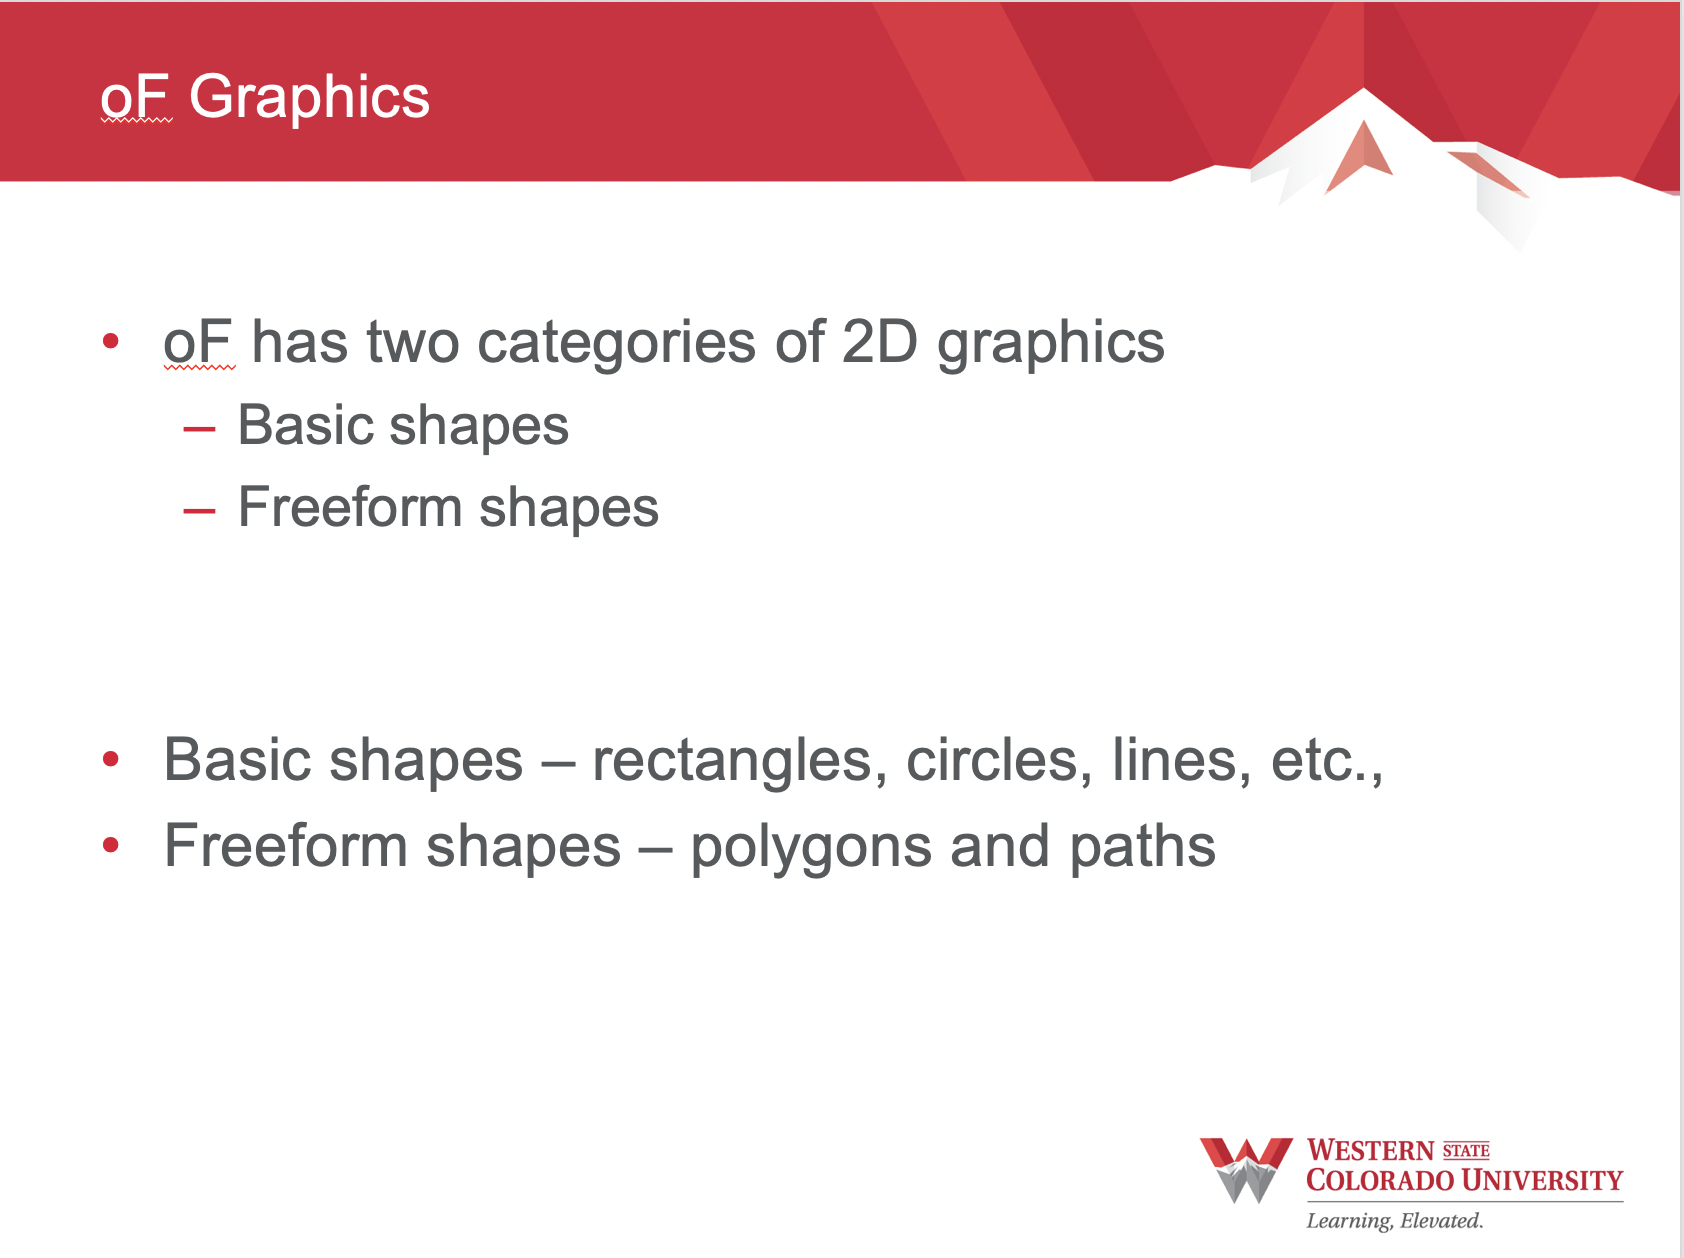 oF Graphics
• oF has two categories of 2D graphics
– Basic shapes
– Freeform shapes
• Basic shapes – rectangles, circles, lines, etc.,
• Freeform shapes – polygons and paths
WESTERN STATE
COLORADO UNIVERSITY
Learning, Elevated.